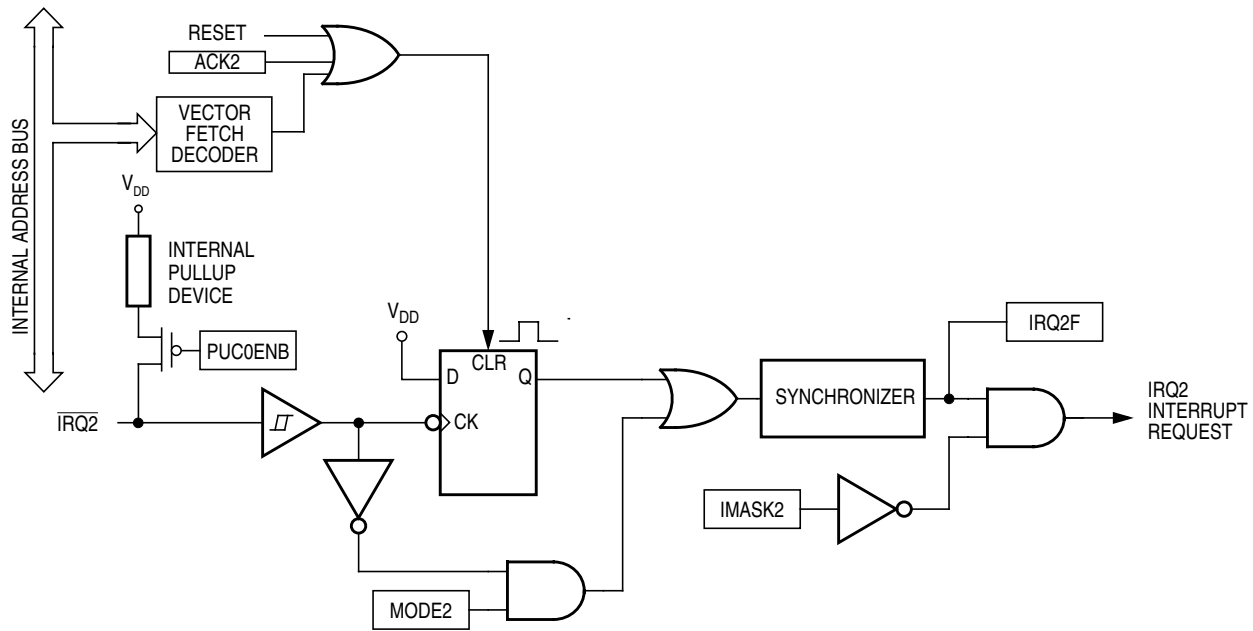 INTERNAL ADDRESS BUS
RESET
ACK2
VECTOR
FETCH
DECODER
VDD
INTERNAL
PULLUP
DEVICE
PUC0ENB
IRQ2
VDD
D
CLR
Q
CK
SYNCHRONIZER
IRQ2F
IRQ2
INTERRUPT
REQUEST
IMASK2
MODE2